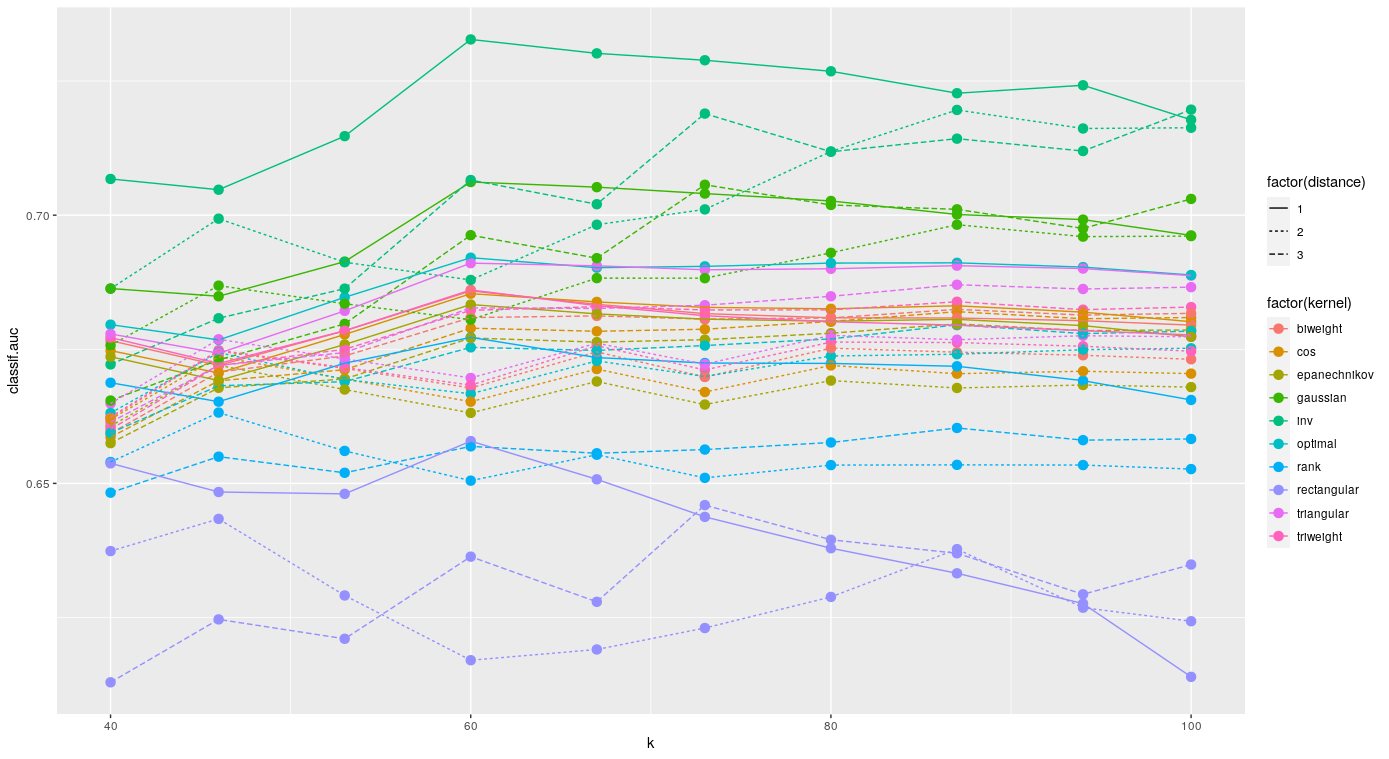 classif.auc
0.70
0.65
40
60
80
100
k
factor(distance)
1
2
3
factor(kernel)
biweight
cos
epanechnikov
gaussian
inv
optimal
rank
rectangular
triangular
triweight